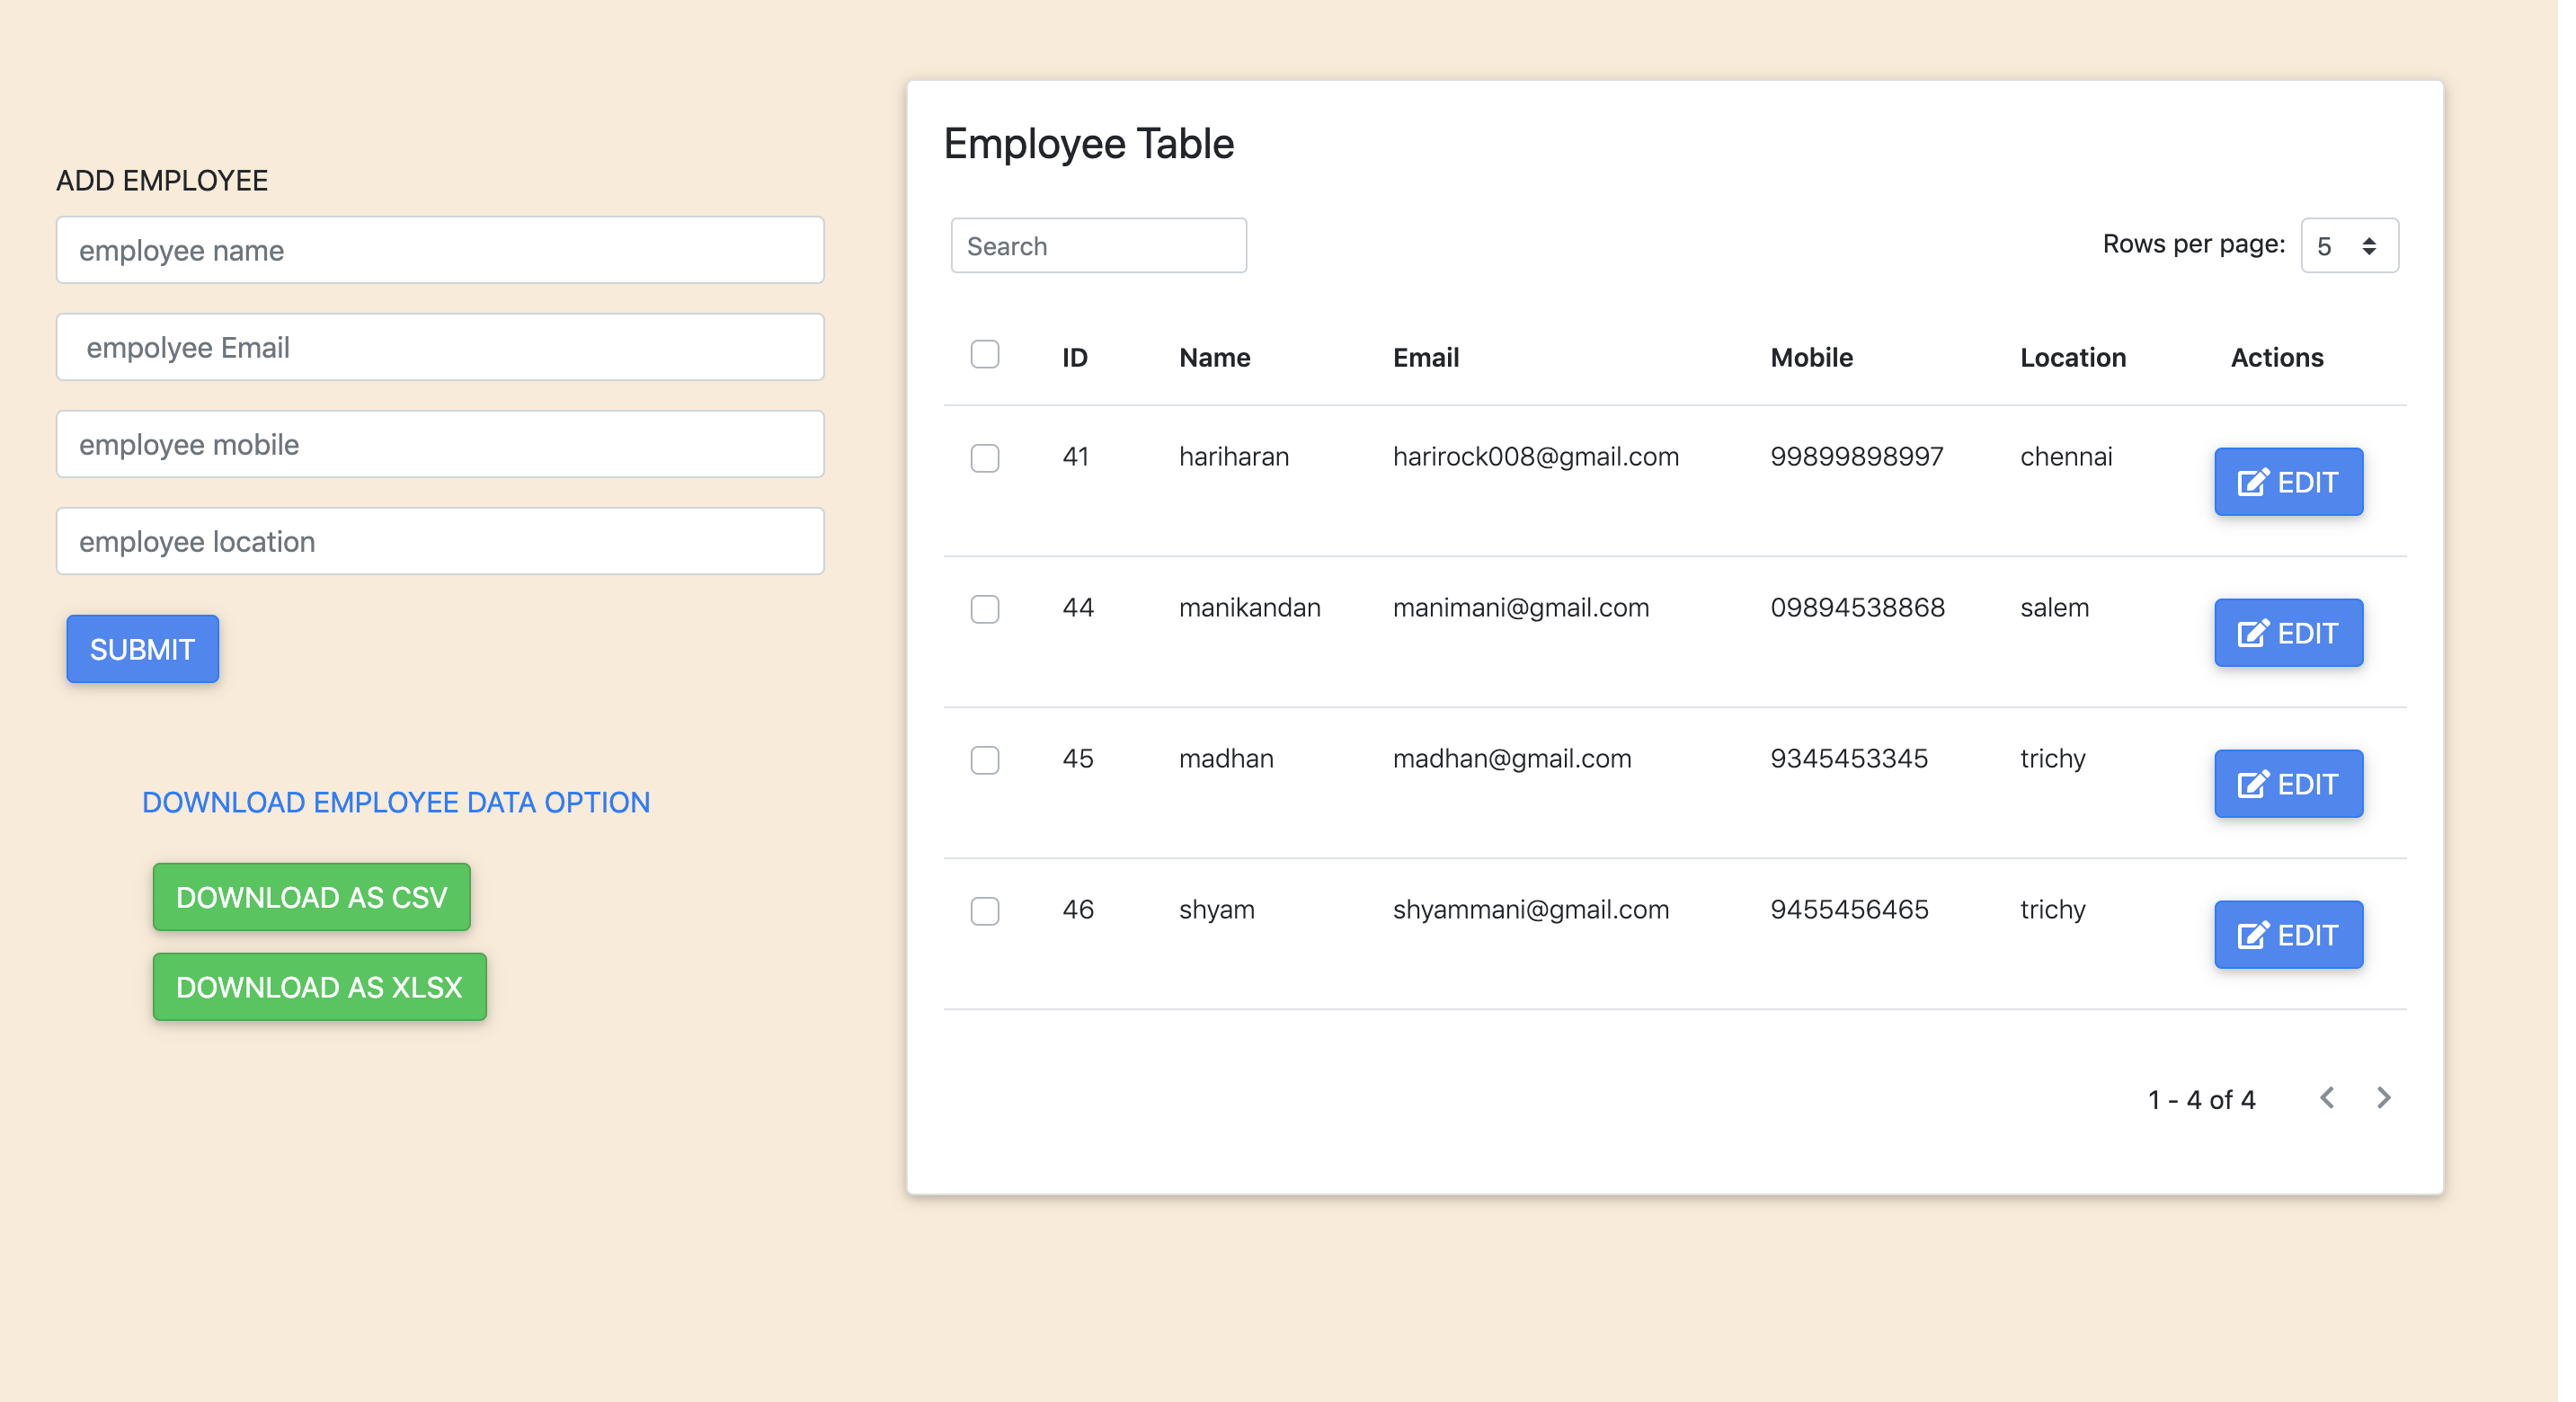 ADD EMPLOYEE
employee name
empolyee Email
employee mobile
employee location
SUBMIT
DOWNLOAD EMPLOYEE DATA OPTION
DOWNLOAD AS CSV
DOWNLOAD AS XLSX
Employee Table
Search
Rows per page: 5
ID Name Email Mobile Location Actions
41 hariharan harirock008@gmail.com 99899898997 chennai EDIT
44 manikandan manimani@gmail.com 09894538868 salem EDIT
45 madhan madhan@gmail.com 9345453345 trichy EDIT
46 shyam shyammani@gmail.com 9455456465 trichy EDIT
1 - 4 of 4